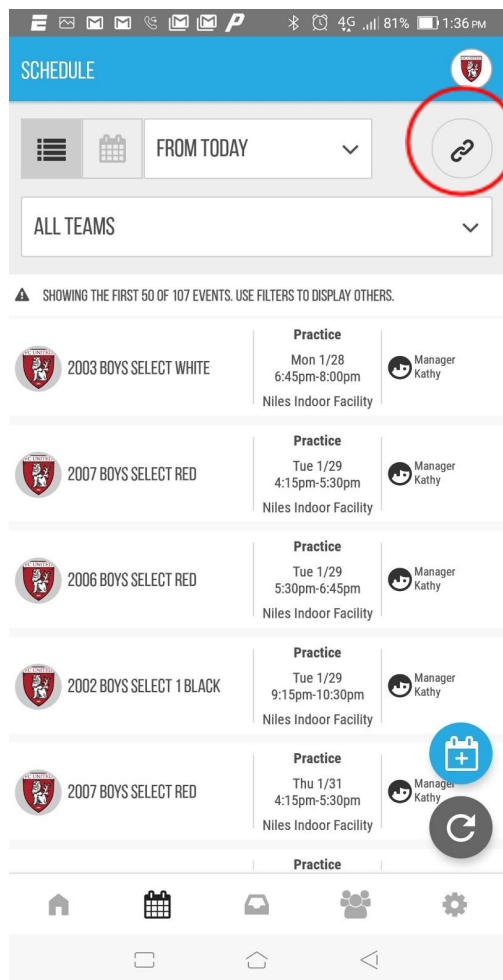 4G 81% 1:36 PM
SCHEDULE
FROM TODAY
ALL TEAMS
SHOWING THE FIRST 50 OF 107 EVENTS. USE FILTERS TO DISPLAY OTHERS.
2003 BOYS SELECT WHITE
Practice
Mon 1/28
6:45pm-8:00pm
Niles Indoor Facility
Manager
Kathy
2007 BOYS SELECT RED
Practice
Tue 1/29
4:15pm-5:30pm
Niles Indoor Facility
Manager
Kathy
2006 BOYS SELECT RED
Practice
Tue 1/29
5:30pm-6:45pm
Niles Indoor Facility
Manager
Kathy
2002 BOYS SELECT 1 BLACK
Practice
Tue 1/29
9:15pm-10:30pm
Niles Indoor Facility
Manager
Kathy
2007 BOYS SELECT RED
Practice
Thu 1/31
4:15pm-5:30pm
Niles Indoor Facility
Manager
Kathy
Practice